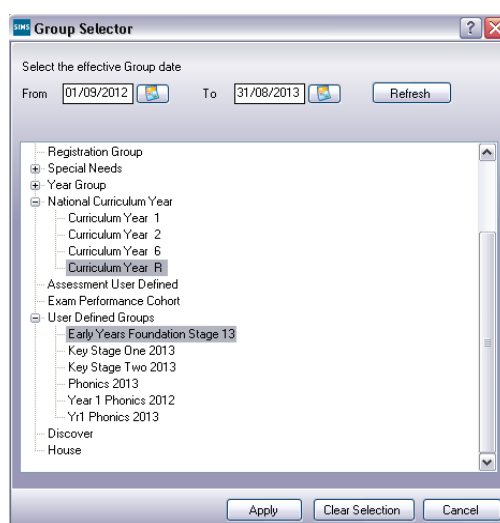 SIMS Group Selector
Select the effective Group date
From 01/09/2012 To 31/08/2013 Refresh
Registration Group
Special Needs
Year Group
National Curriculum Year
Curriculum Year 1
Curriculum Year 2
Curriculum Year 6
Curriculum Year R
Assessment User Defined
Exam Performance Cohort
User Defined Groups
Early Years Foundation Stage 13
Key Stage One 2013
Key Stage Two 2013
Phonics 2013
Year 1 Phonics 2012
Yr1 Phonics 2013
Discover
House
Apply Clear Selection Cancel